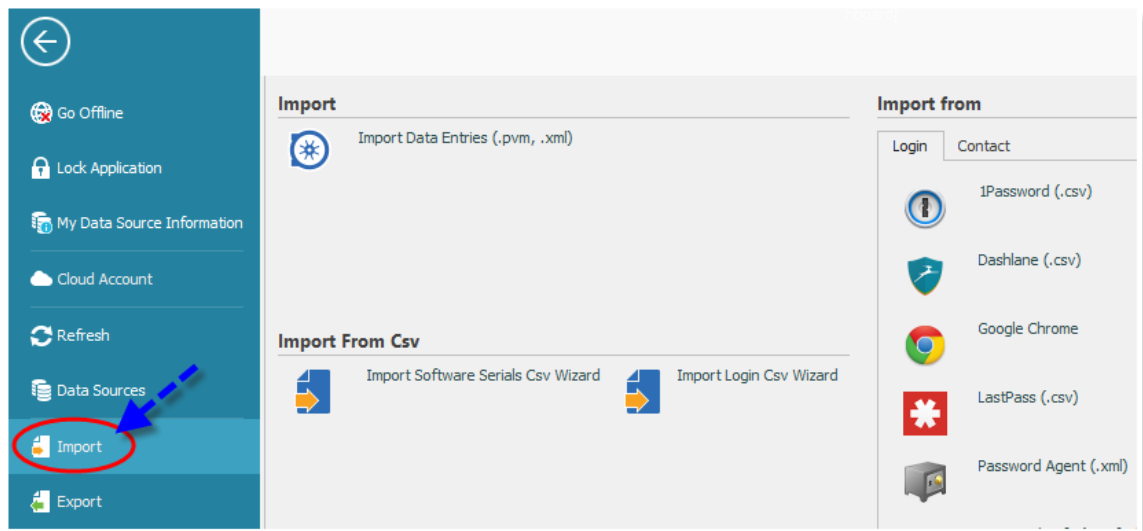 Go Offline
Lock Application
My Data Source Information
Cloud Account
Refresh
Data Sources
Import
Export
Import
Import Data Entries (.pvm, .xml)
Import From Csv
Import Software Serials Csv Wizard
Import Login Csv Wizard
Import from
Login Contact
1Password (.csv)
Dashlane (.csv)
Google Chrome
LastPass (.csv)
Password Agent (.xml)